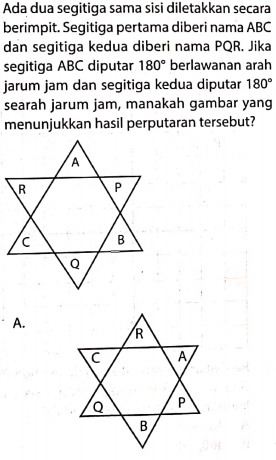 Ada dua segitiga sama sisi diletakkan secara
berimpit. Segitiga pertama diberi nama ABC
dan segitiga kedua diberi nama PQR. Jika
segitiga ABC diputar 180° berlawanan arah
jarum jam dan segitiga kedua diputar 180°
searah jarum jam, manakah gambar yang
menunjukkan hasil perputaran tersebut?
A
R P
C B
Q
A.
R
C A
Q P
B